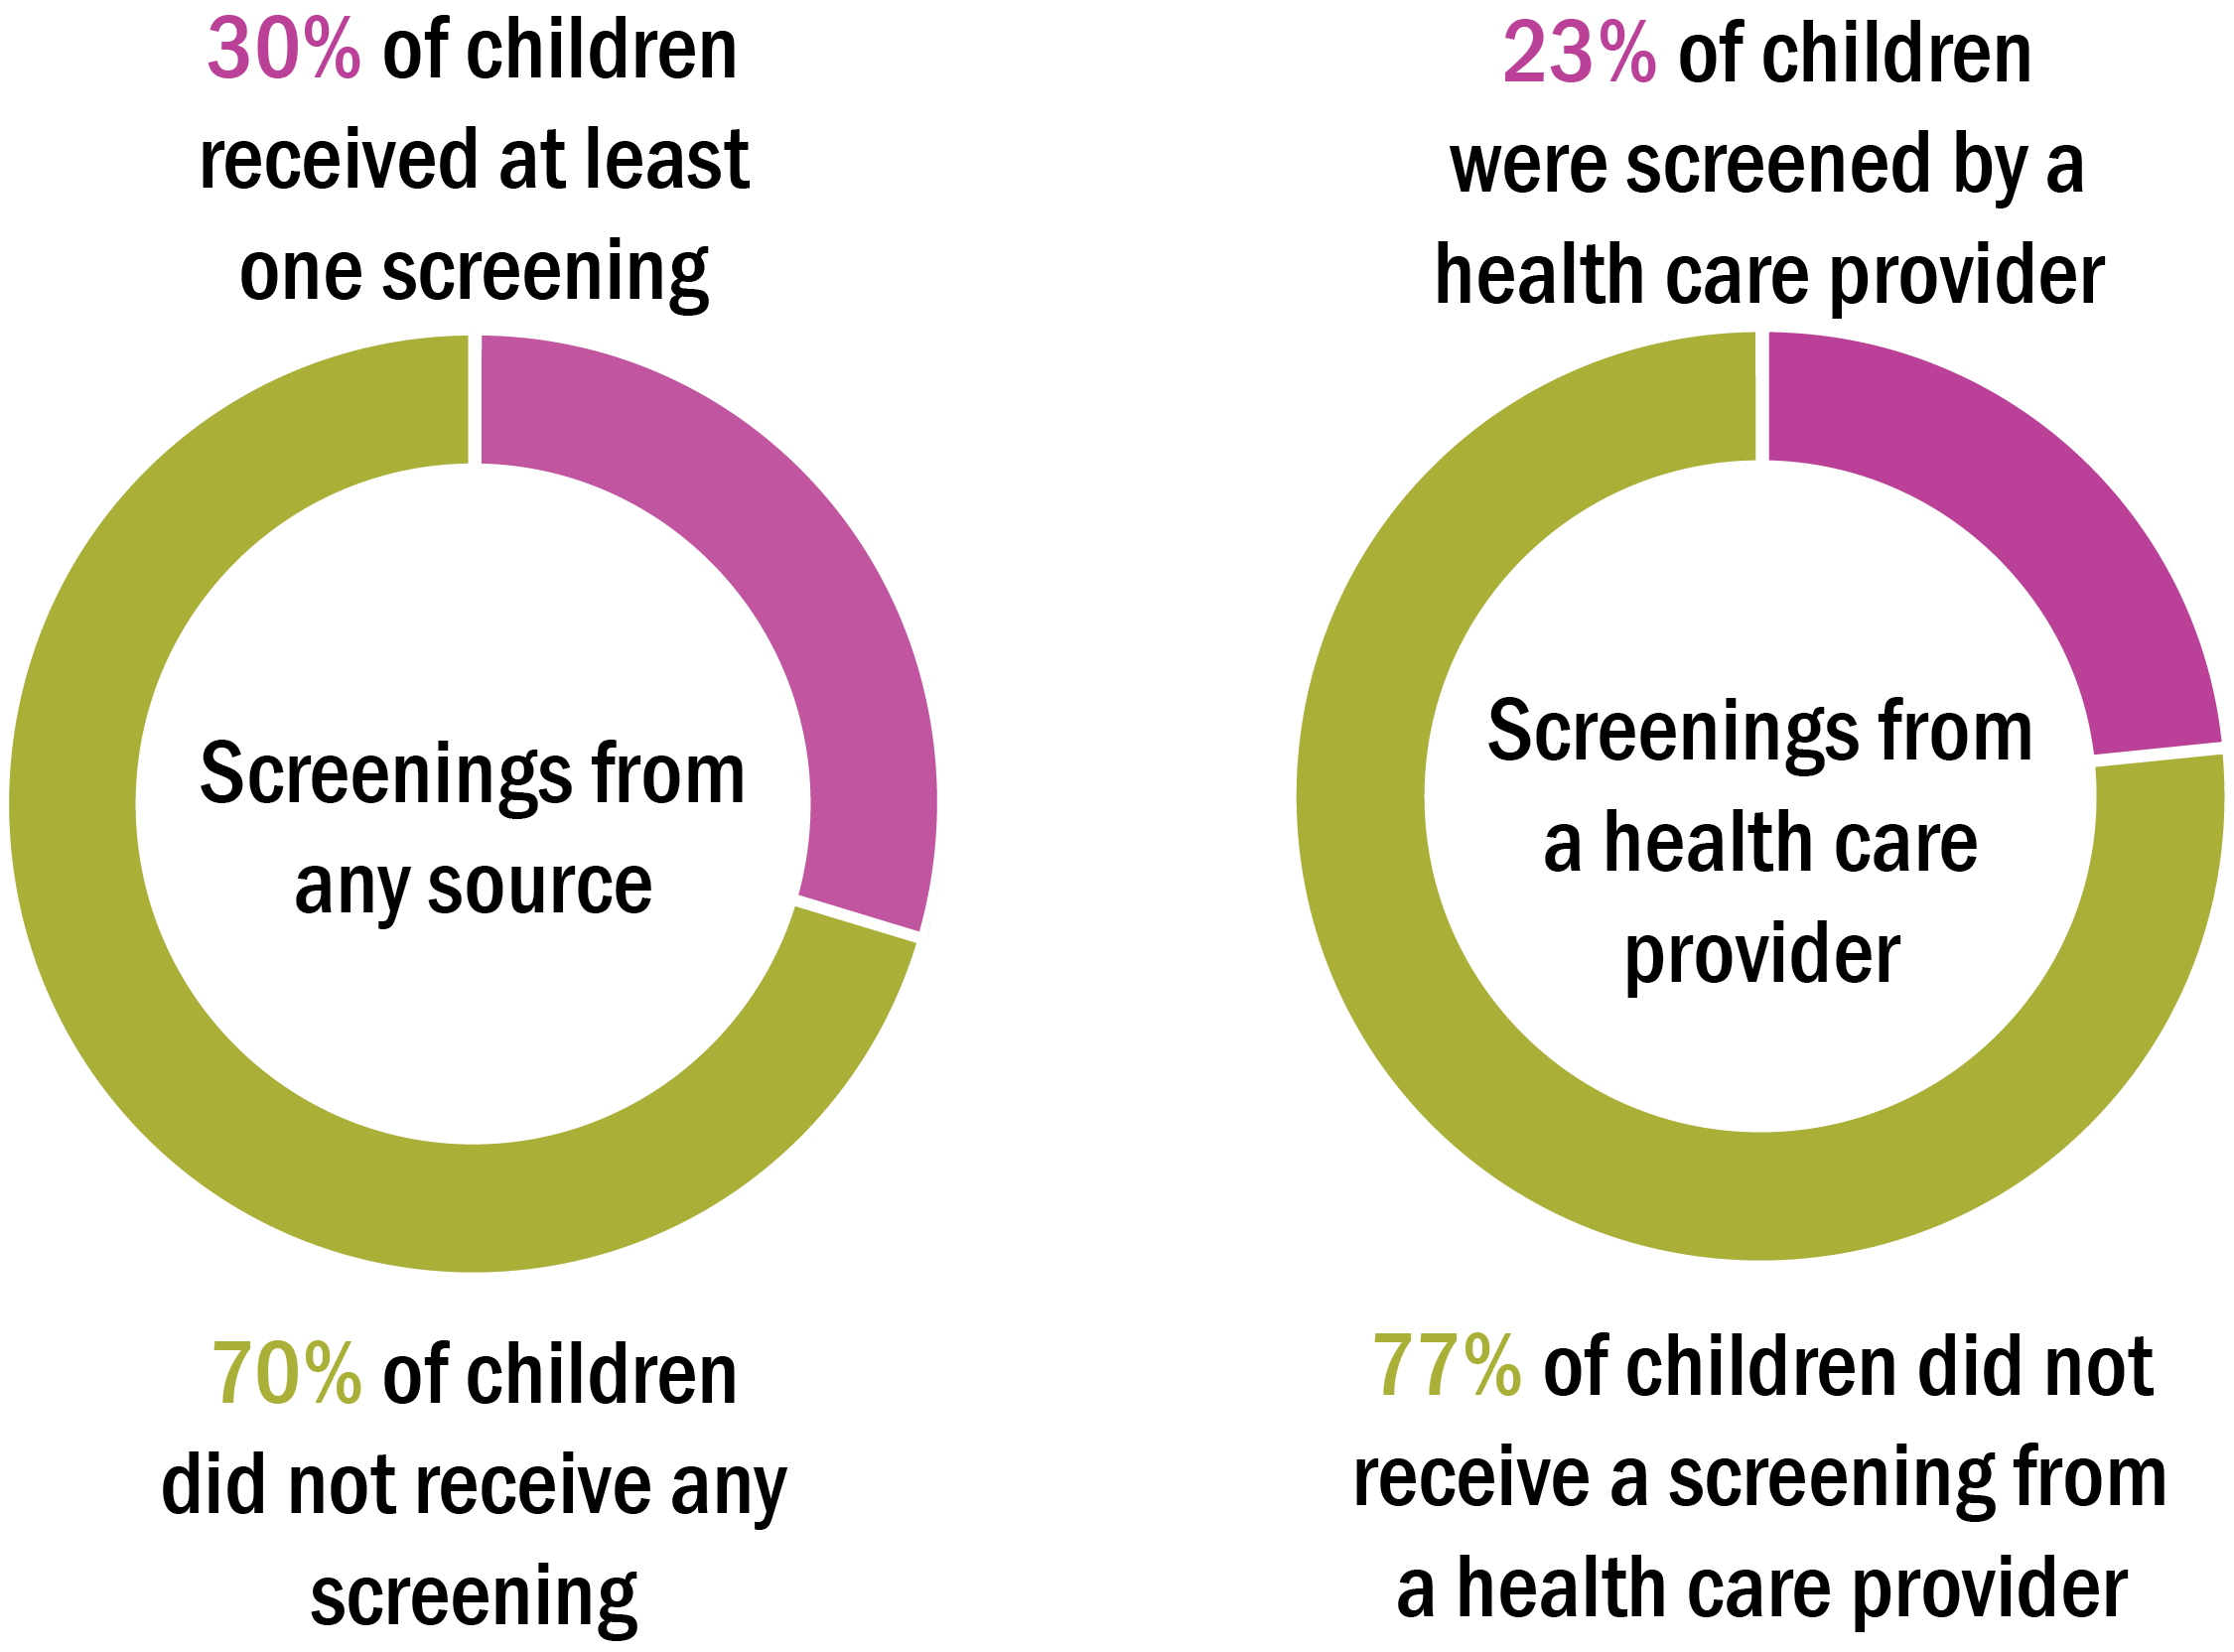 30% of children
received at least
one screening
Screenings from
any source
70% of children
did not receive any
screening
23% of children
were screened by a
health care provider
Screenings from
a health care
provider
77% of children did not
receive a screening from
a health care provider